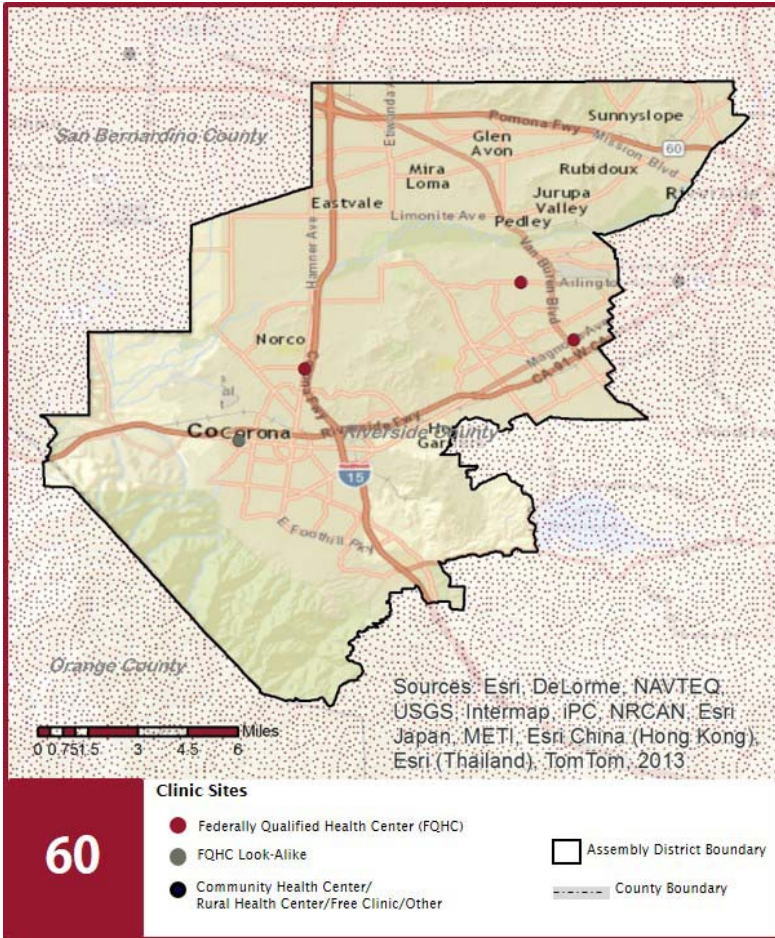 San Bernardino County
Etiwanda
Pomona Fwy
Mission Blvd
Sunnyslope
60
Glen
Avon
Mira
Loma
Rubidoux
Jurupa
Valley
Eastvale
Limonite Ave
Pedley
Hamner Ave
Van Buren Blvd
Arlingto
Norco
Magnolia Ave
CA-91-W
Corona Fwy
CoCorona
Riverside Fwy
Riverside County
Gar
15
E Foothill Pky
Orange County
Sources: Esri, DeLorme, NAVTEQ,
USGS, Intermap, iPC, NRCAN, Esri
Japan, METI, Esri China (Hong Kong),
Esri (Thailand), TomTom, 2013
Miles
0 0.75 1.5 3 4.5 6
60
Clinic Sites
Federally Qualified Health Center (FQHC)
FQHC Look-Alike
Community Health Center/
Rural Health Center/Free Clinic/Other
Assembly District Boundary
County Boundary